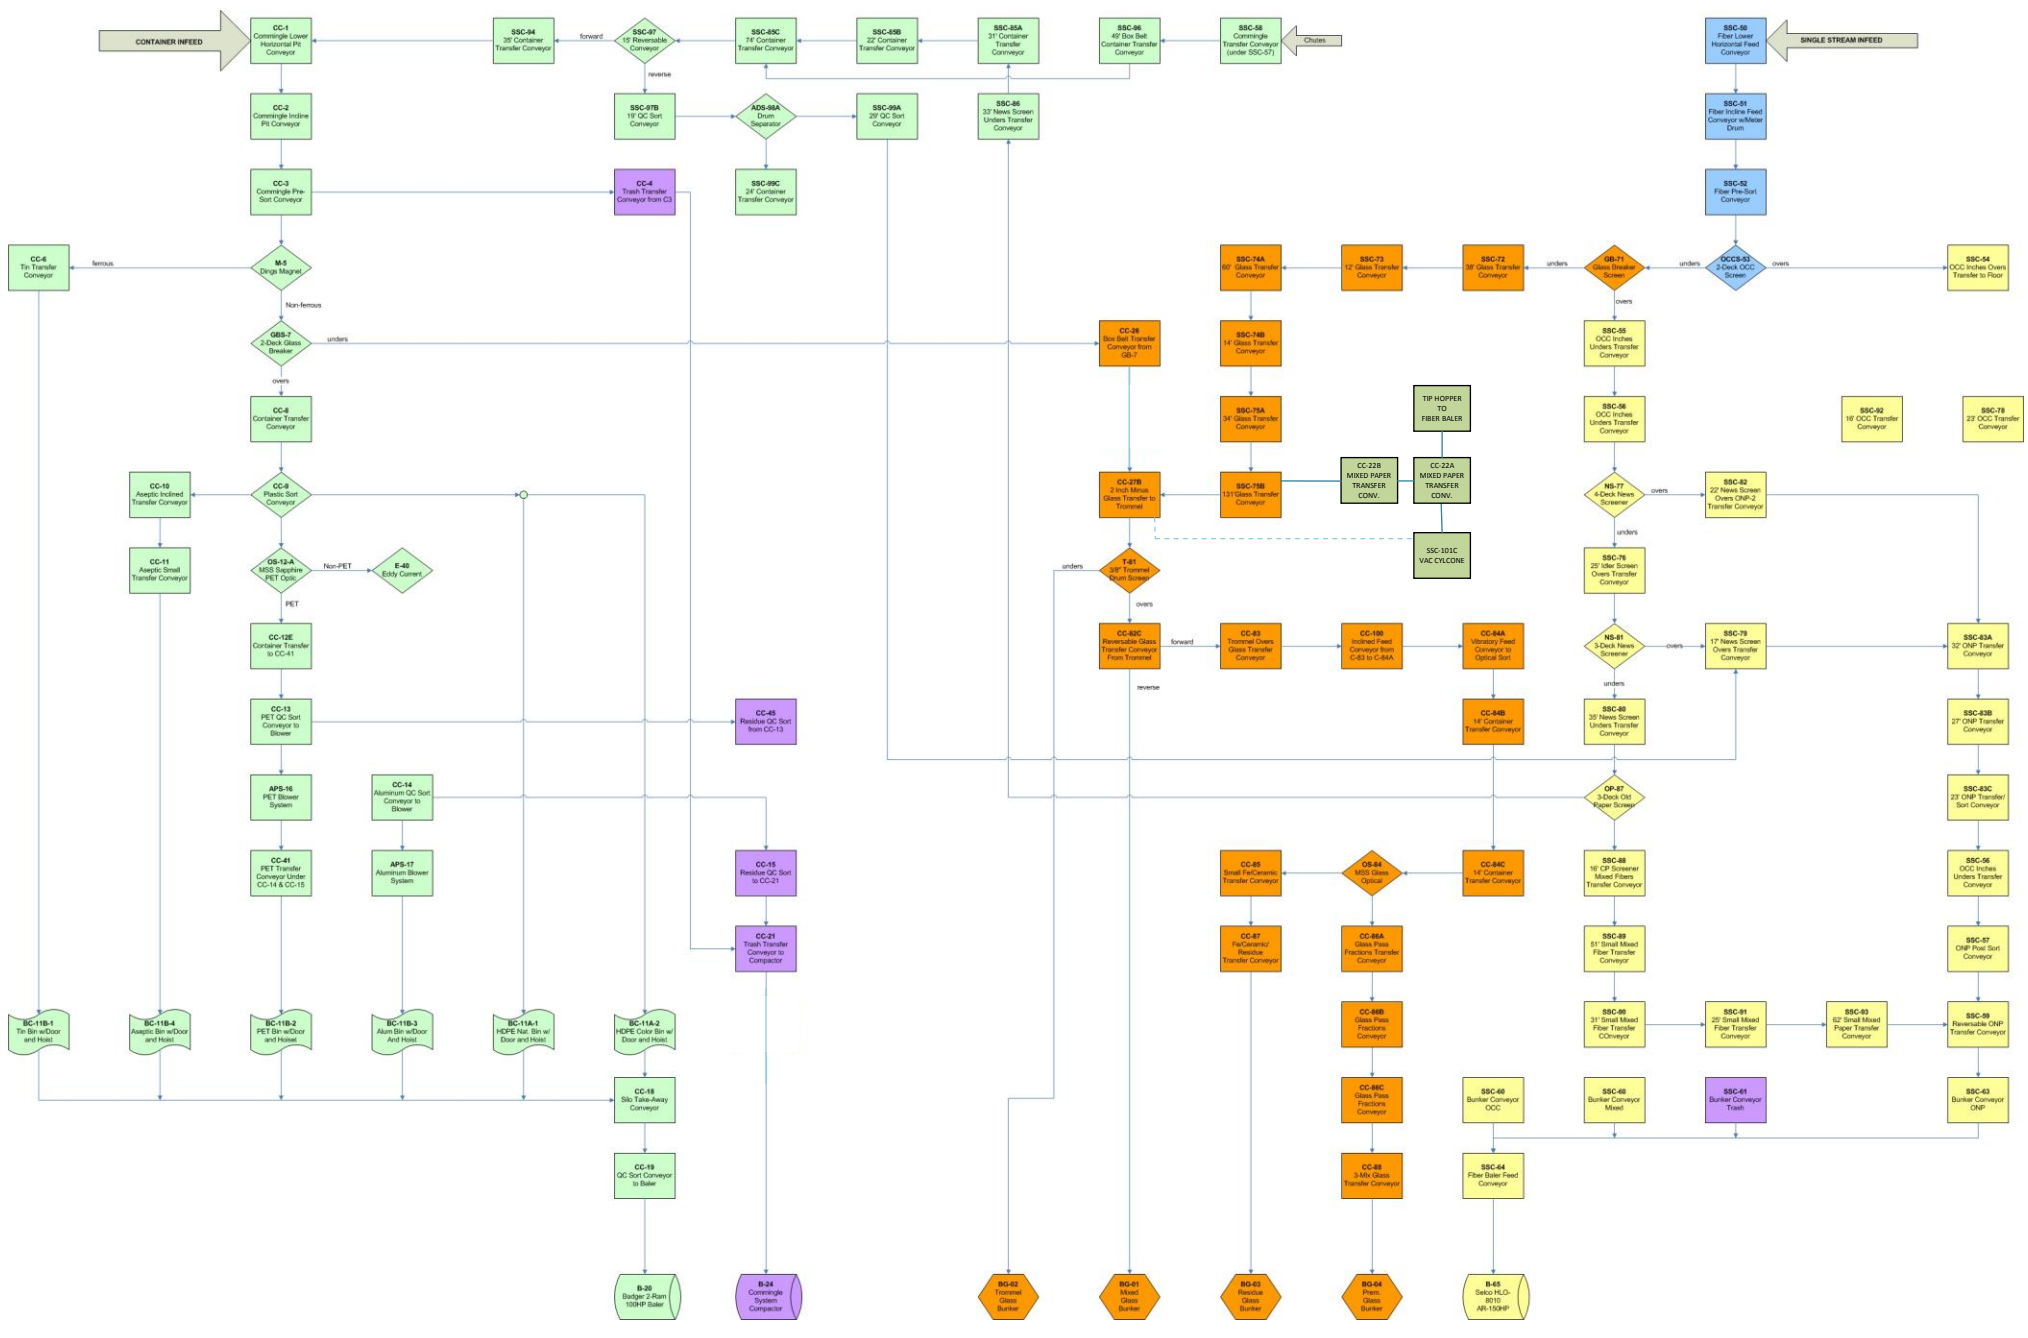 CONTAINER INFEED
CC-1
Commingle Lower
Horizontal Pit
Conveyor
SSC-94
35' Container
Transfer Conveyor
forward
SSC-97
15' Reversable
Conveyor
reverse
SSC-85C
74' Container
Transfer Conveyor
SSC-85B
22' Container
Transfer Conveyor
SSC-85A
31' Container
Transfer
Connveyor
SSC-96
49' Box Belt
Container Transfer
Conveyor
SSC-58
Commingle
Transfer Conveyor
(under SSC-57)
Chutes
SSC-50
Fiber Lower
Horizontal Feed
Conveyor
SINGLE STREAM INFEED
CC-2
Commingle Incline
Pit Conveyor
SSC-97B
19' QC Sort
Conveyor
ADS-98A
Drum
Separator
SSC-99A
29' QC Sort
Conveyor
SSC-86
33' News Screen
Unders Transfer
Conveyor
SSC-51
Fiber Incline Feed
Conveyor w/Meter
Drum
CC-3
Commingle Pre-
Sort Conveyor
CC-4
Trash Transfer
Conveyor from C3
SSC-99C
24' Container
Transfer Conveyor
SSC-52
Fiber Pre-Sort
Conveyor
CC-6
Tin Transfer
Conveyor
ferrous
M-5
Dings Magnet
Non-ferrous
SSC-74A
60' Glass Transfer
Conveyor
SSC-73
12' Glass Transfer
Conveyor
SSC-72
38' Glass Transfer
Conveyor
unders
GB-71
Glass Breaker
Screen
overs
unders
OCCS-53
2-Deck OCC
Screen
overs
SSC-54
OCC Inches Overs
Transfer to Floor
GBS-7
2-Deck Glass
Breaker
unders
overs
CC-26
Box Belt Transfer
Conveyor from
GB-7
SSC-74B
14' Glass Transfer
Conveyor
SSC-55
OCC Inches
Unders Transfer
Conveyor
CC-8
Container Transfer
Conveyor
SSC-75A
34' Glass Transfer
Conveyor
TIP HOPPER
TO
FIBER BALER
SSC-56
OCC Inches
Unders Transfer
Conveyor
SSC-92
16' OCC Transfer
Conveyor
SSC-78
23' OCC Transfer
Conveyor
CC-10
Aseptic Inclined
Transfer Conveyor
CC-9
Plastic Sort
Conveyor
CC-27B
2 Inch Minus
Glass Transfer to
Trommel
SSC-75B
131'Glass Transfer
Conveyor
CC-22B
MIXED PAPER
TRANSFER
CONV.
CC-22A
MIXED PAPER
TRANSFER
CONV.
NS-77
4-Deck News
Screener
overs
unders
SSC-82
22' News Screen
Overs ONP-2
Transfer Conveyor
CC-11
Aseptic Small
Transfer Conveyor
OS-12-A
MSS Sapphire
PET Optic
Non-PET
PET
E-40
Eddy Current
unders
T-81
3/8" Trommel
Drum Screen
overs
SSC-101C
VAC CYLCONE
SSC-76
25' Idler Screen
Overs Transfer
Conveyor
CC-12E
Container Transfer
to CC-41
CC-82C
Reversable Glass
Transfer Conveyor
From Trommel
forward
reverse
CC-83
Trommel Overs
Glass Transfer
Conveyor
CC-100
Inclined Feed
Conveyor from
C-83 to C-84A
CC-84A
Vibratory Feed
Conveyor to
Optical Sort
NS-81
3-Deck News
Screener
overs
unders
SSC-79
17' News Screen
Overs Transfer
Conveyor
SSC-83A
32' ONP Transfer
Conveyor
CC-13
PET QC Sort
Conveyor to
Blower
CC-45
Residue QC Sort
from CC-13
CC-84B
14' Container
Transfer Conveyor
SSC-80
35' News Screen
Unders Transfer
Conveyor
SSC-83B
27' ONP Transfer
Conveyor
APS-16
PET Blower
System
CC-14
Aluminum QC Sort
Conveyor to
Blower
OP-87
3-Deck Old
Paper Screen
SSC-83C
23' ONP Transfer/
Sort Conveyor
CC-41
PET Transfer
Conveyor Under
CC-14 & CC-15
APS-17
Aluminum Blower
System
CC-15
Residue QC Sort
to CC-21
CC-85
Small Fe/Ceramic
Transfer Conveyor
OS-84
MSS Glass
Optical
CC-84C
14' Container
Transfer Conveyor
SSC-88
16' CP Screener
Mixed Fibers
Transfer Conveyor
SSC-56
OCC Inches
Unders Transfer
Conveyor
CC-21
Trash Transfer
Conveyor to
Compactor
CC-87
Fe/Ceramic/
Residue
Transfer Conveyor
CC-86A
Glass Pass
Fractions Transfer
Conveyor
SSC-89
51' Small Mixed
Fiber Transfer
Conveyor
SSC-57
ONP Post Sort
Conveyor
BC-11B-1
Tin Bin w/Door
and Hoist
BC-11B-4
Aseptic Bin w/Door
and Hoist
BC-11B-2
PET Bin w/Door
and Hoisel
BC-11B-3
Alum Bin w/Door
And Hoist
BC-11A-1
HDPE Nat. Bin w/
Door and Hoist
BC-11A-2
HDPE Color Bin w/
Door and Hoist
CC-86B
Glass Pass
Fractions
Conveyor
SSC-90
31' Small Mixed
Fiber Transfer
COnveyor
SSC-91
25' Small Mixed
Fiber Transfer
Conveyor
SSC-93
62' Small Mixed
Paper Transfer
Conveyor
SSC-59
Reversable ONP
Transfer Conveyor
CC-18
Silo Take-Away
Conveyor
CC-86C
Glass Pass
Fractions
Conveyor
SSC-60
Bunker Conveyor
OCC
SSC-60
Bunker Conveyor
Mixed
SSC-61
Bunker Conveyor
Trash
SSC-63
Bunker Conveyor
ONP
CC-19
QC Sort Conveyor
to Baler
CC-88
3-Mix Glass
Transfer Conveyor
SSC-64
Fiber Baler Feed
Conveyor
B-20
Badger 2-Ram
100HP Baler
B-24
Commingle
System
Compactor
BG-02
Trommel
Glass
Bunker
BG-01
Mixed
Glass
Bunker
BG-03
Residue
Glass
Bunker
BG-04
Prem.
Glass
Bunker
B-65
Selco HLO-
8010
AR-150HP